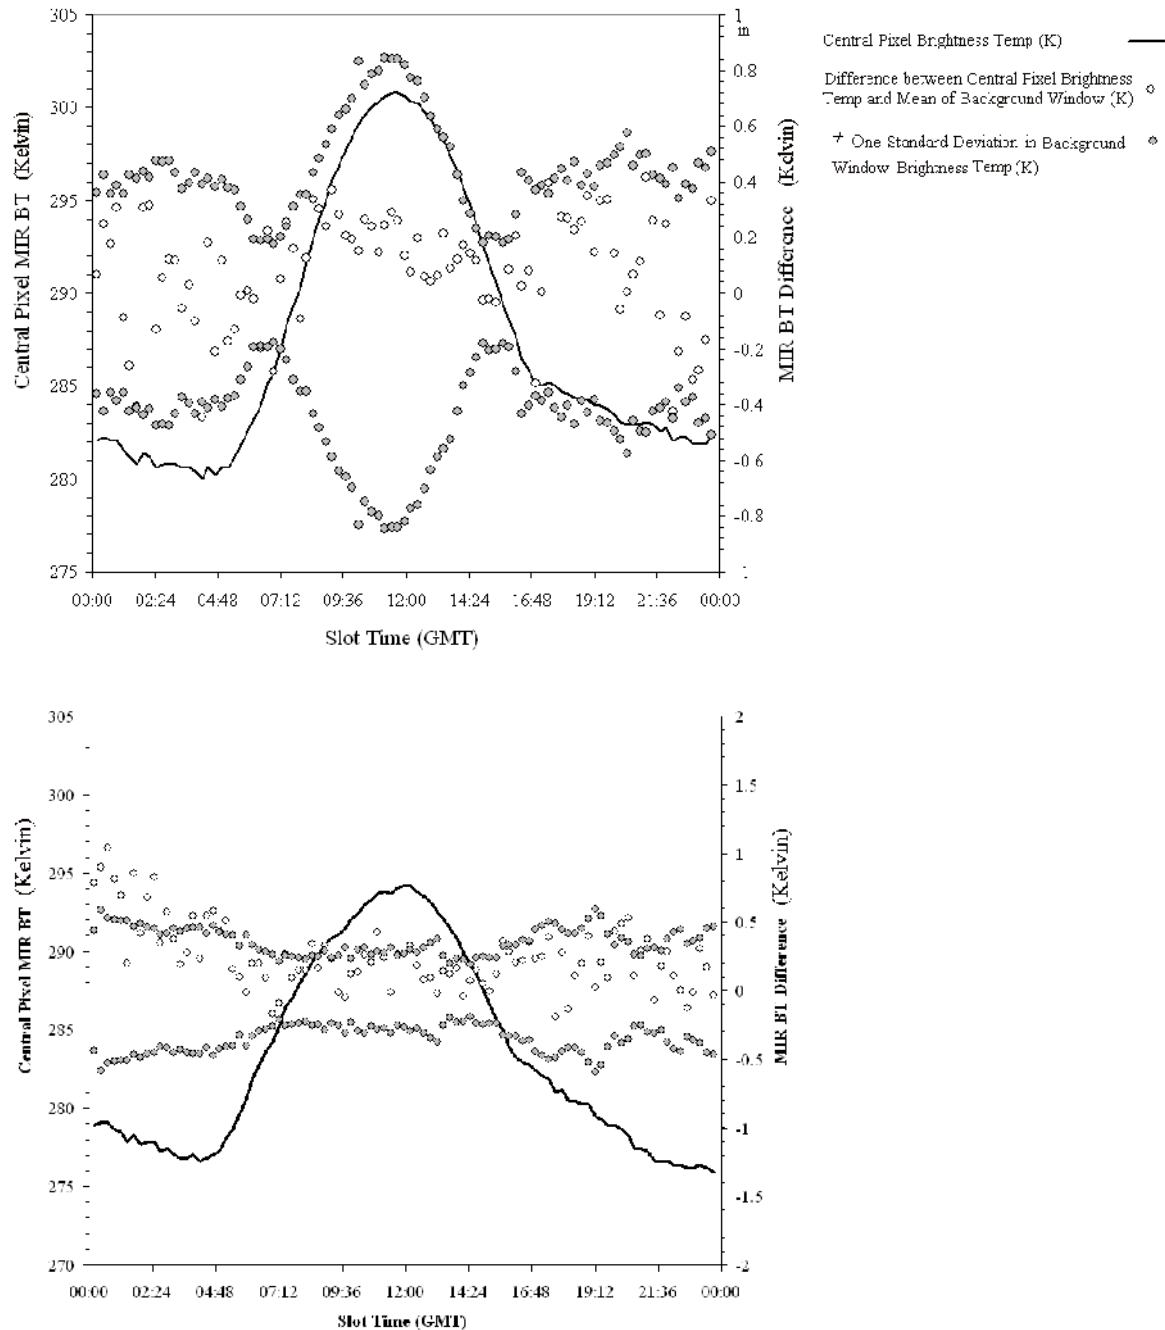 Central Pixel Brightness Temp (K)
Difference between Central Pixel Brightness
Temp and Mean of Background Window (K)
One Standard Deviation in Background
Window Brightness Temp (K)
305
303
300
295
290
285
280
275
Central Pixel MIR BT (Kelvin)
1
in
0.8
0.6
0.4
0.2
0
-0.2
-0.4
-0.6
-0.8
-1
MIR BT Difference (Kelvin)
00:00 02:24 04:48 07:12 09:36 12:00 14:24 16:48 19:12 21:36 00:00
Slot Time (GMT)
305
300
295
290
285
280
275
270
Central Pixel MIR BT (Kelvin)
2
1.5
1
0.5
0
-0.5
-1
-1.5
-2
MIR BT Difference (Kelvin)
00:00 02:24 04:48 07:12 09:36 12:00 14:24 16:48 19:12 21:36 00:00
Slot Time (GMT)